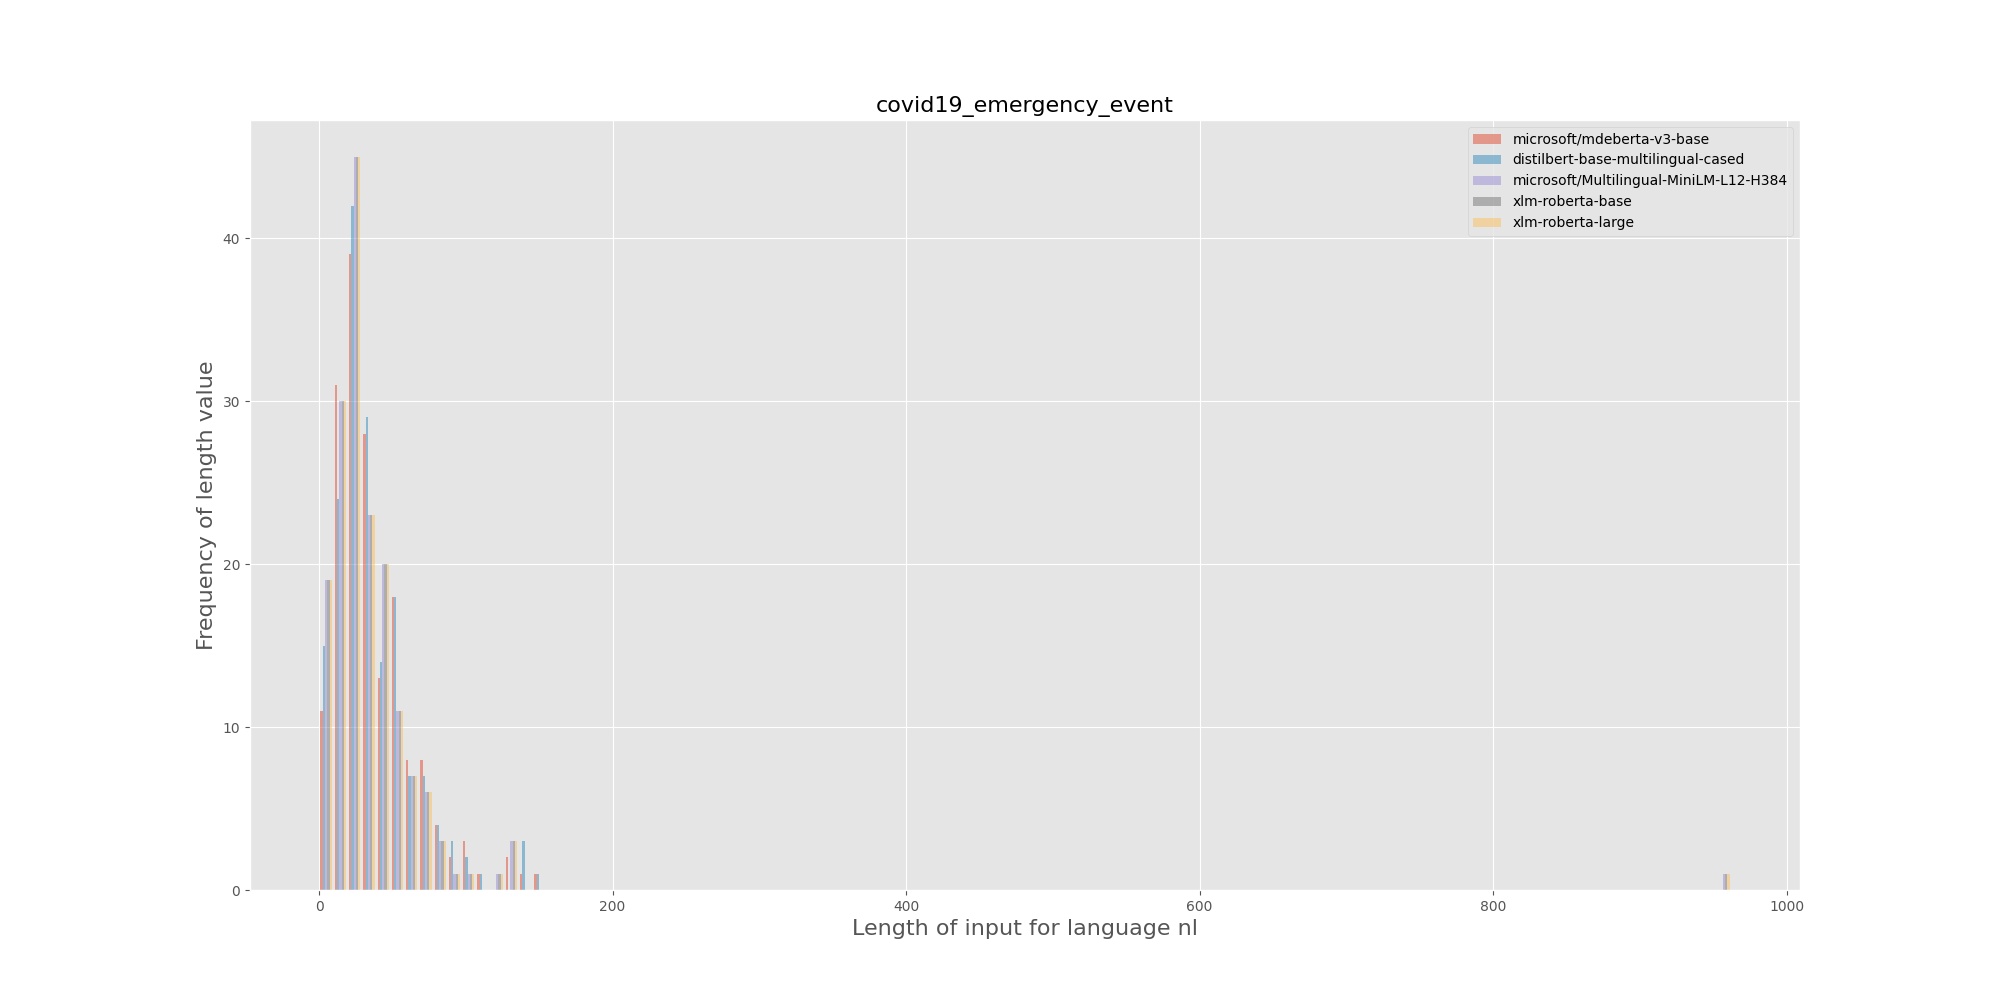 covid19_emergency_event
microsoft/mdeberta-v3-base
distilbert-base-multilingual-cased
microsoft/Multilingual-MiniLM-L12-H384
xlm-roberta-base
xlm-roberta-large
Frequency of length value
40
30
20
10
0
0 200 400 600 800 1000
Length of input for language nl